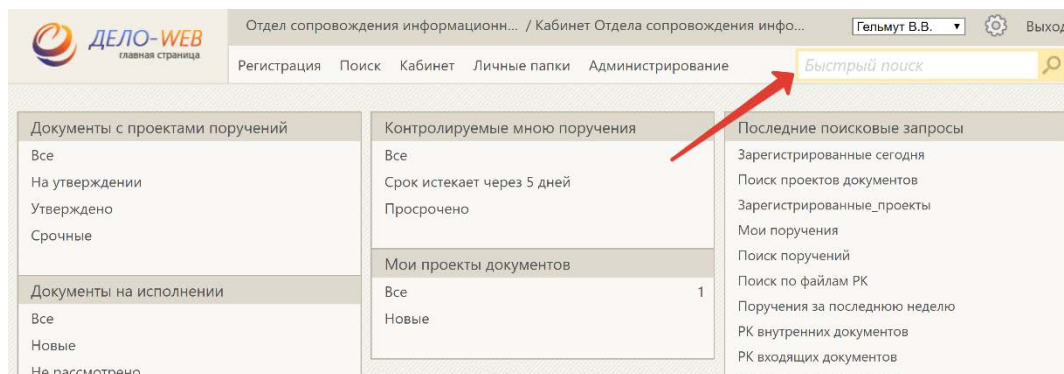 ДЕЛО-WEB
главная страница
Отдел сопровождения информационн... / Кабинет Отдела сопровождения инфо...
Гельмут В.В.
Выход
Регистрация Поиск Кабинет Личные папки Администрирование
Быстрый поиск
Документы с проектами поручений
Все
На утверждении
Утверждено
Срочные
Документы на исполнении
Все
Новые
Не рассмотрено
Контролируемые мною поручения
Все
Срок истекает через 5 дней
Просрочено
Мои проекты документов
Все 1
Новые
Последние поисковые запросы
Зарегистрированные сегодня
Поиск проектов документов
Зарегистрированные_проекты
Мои поручения
Поиск поручений
Поиск по файлам РК
Поручения за последнюю неделю
РК внутренних документов
РК входящих документов